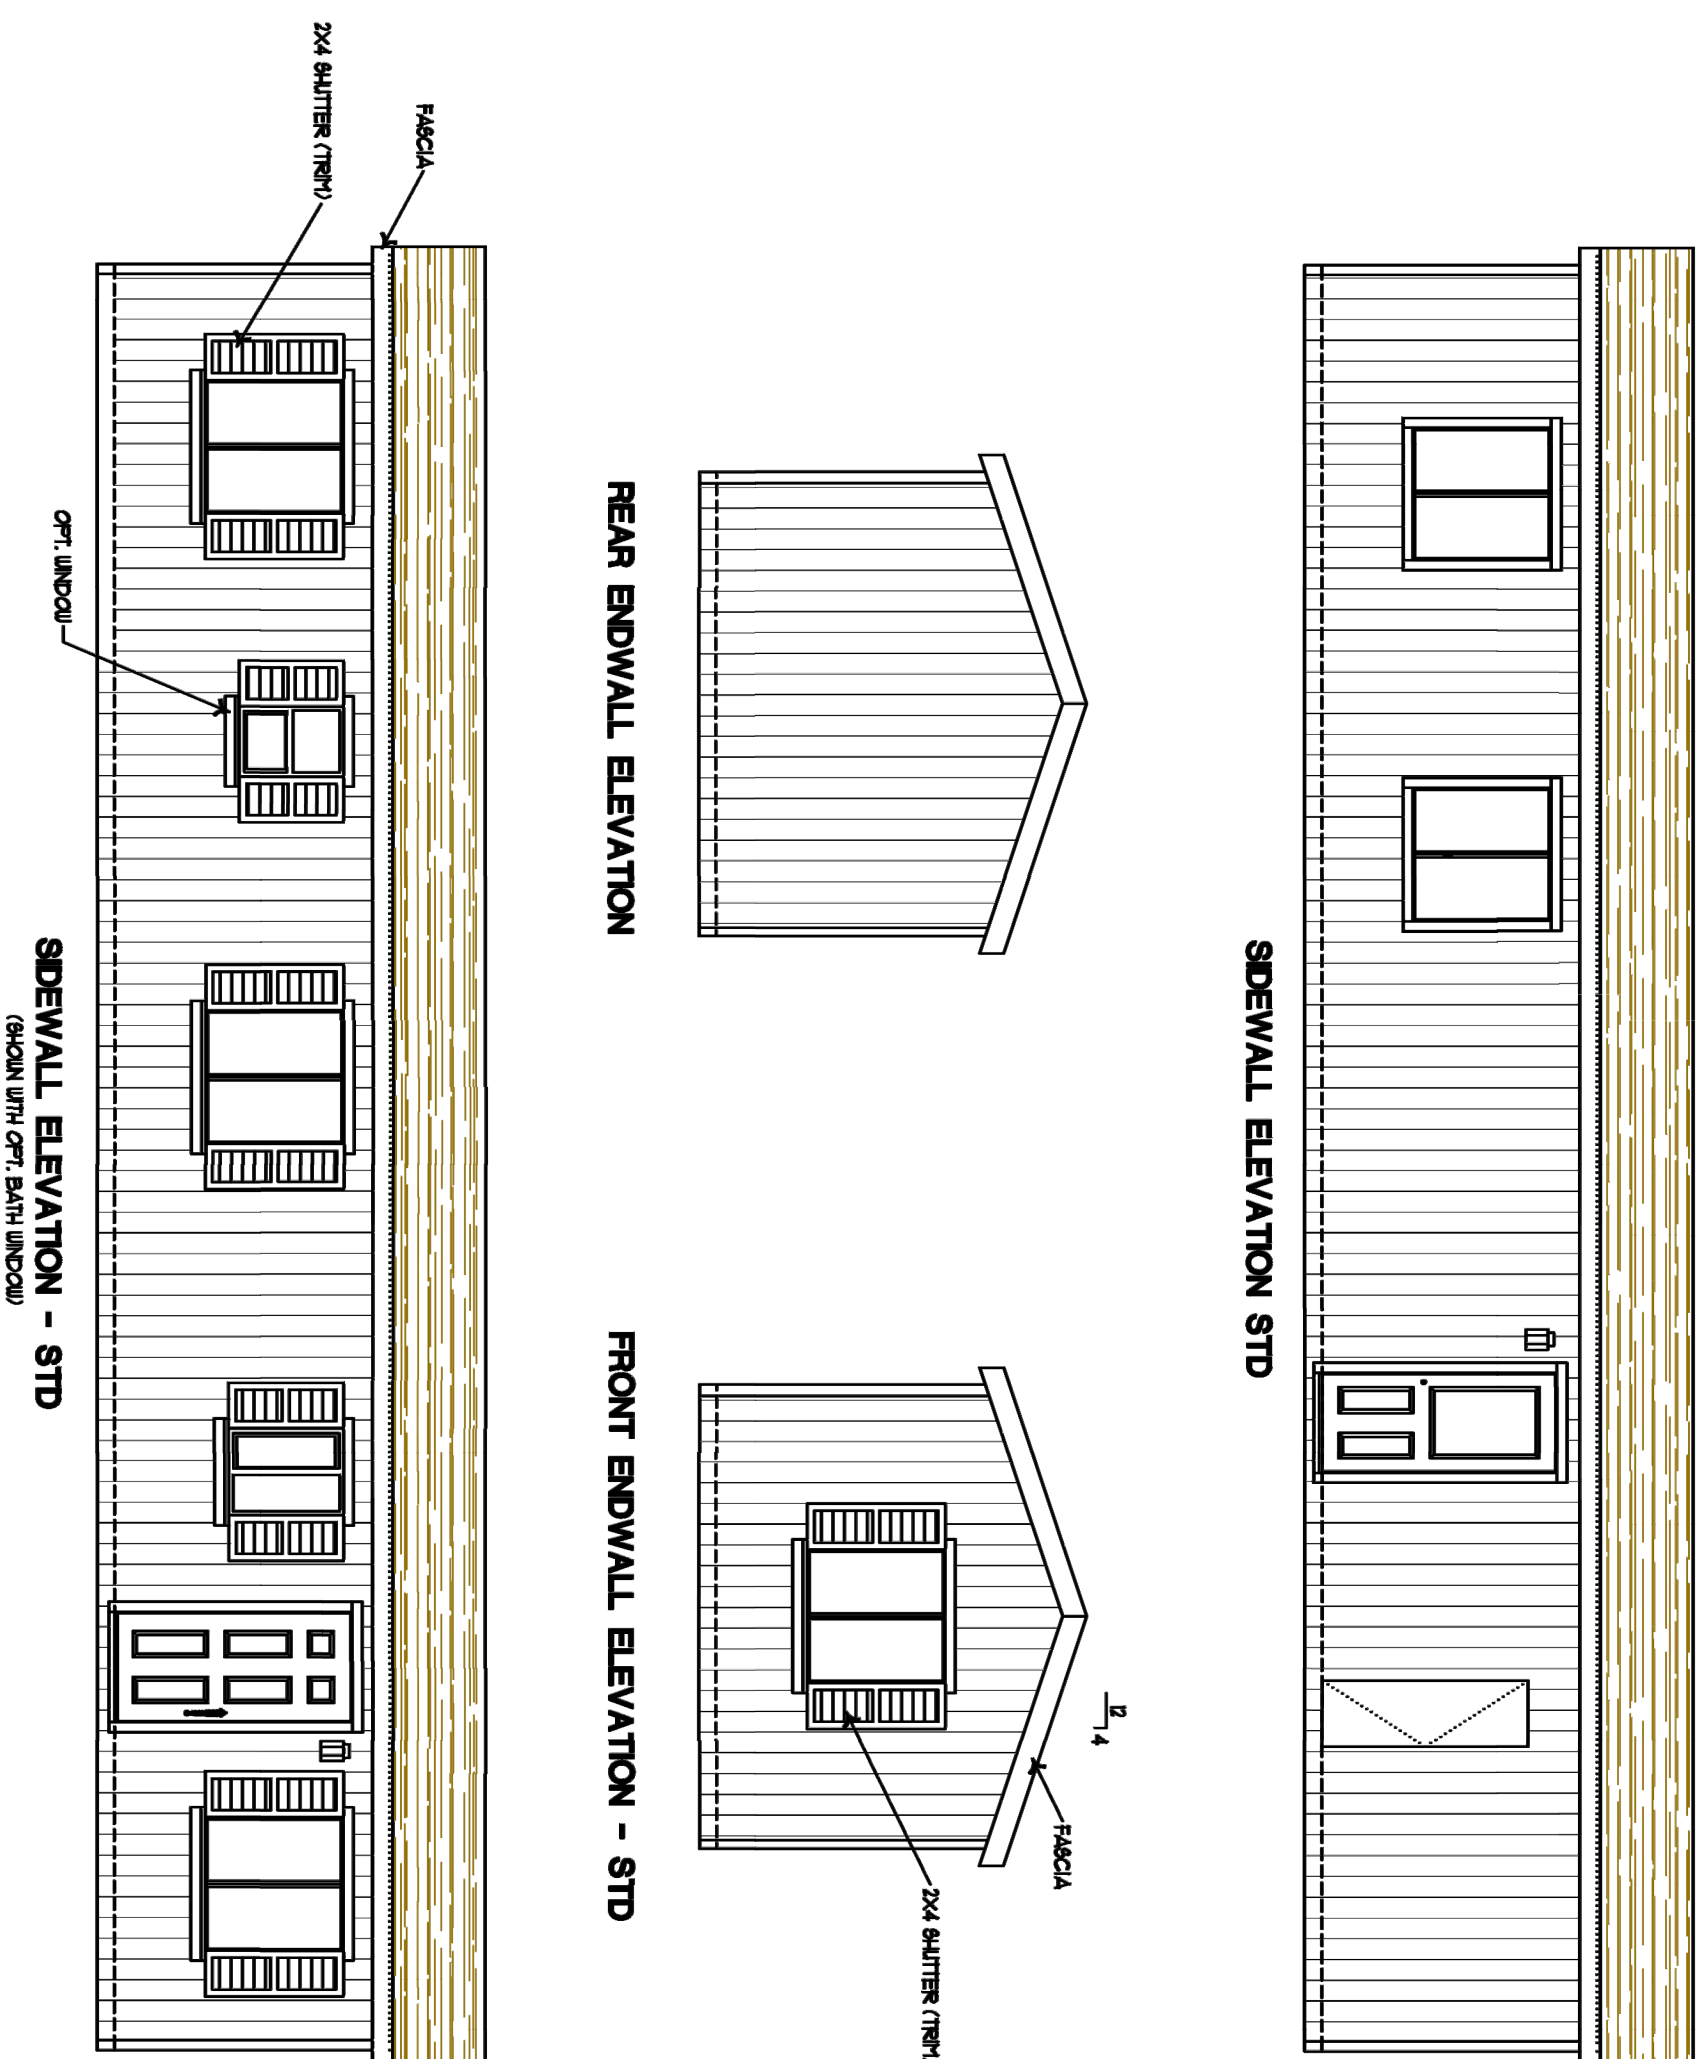 SIDEWALL ELEVATION STD
12
4
FASCIA
2X4 SHUTTER (TRIM)
REAR ENDWALL ELEVATION
FRONT ENDWALL ELEVATION - STD
FASCIA
2X4 SHUTTER (TRIM)
OPT. WINDOW
SIDEWALL ELEVATION - STD
(SHOWN WITH OPT. BATH WINDOW)